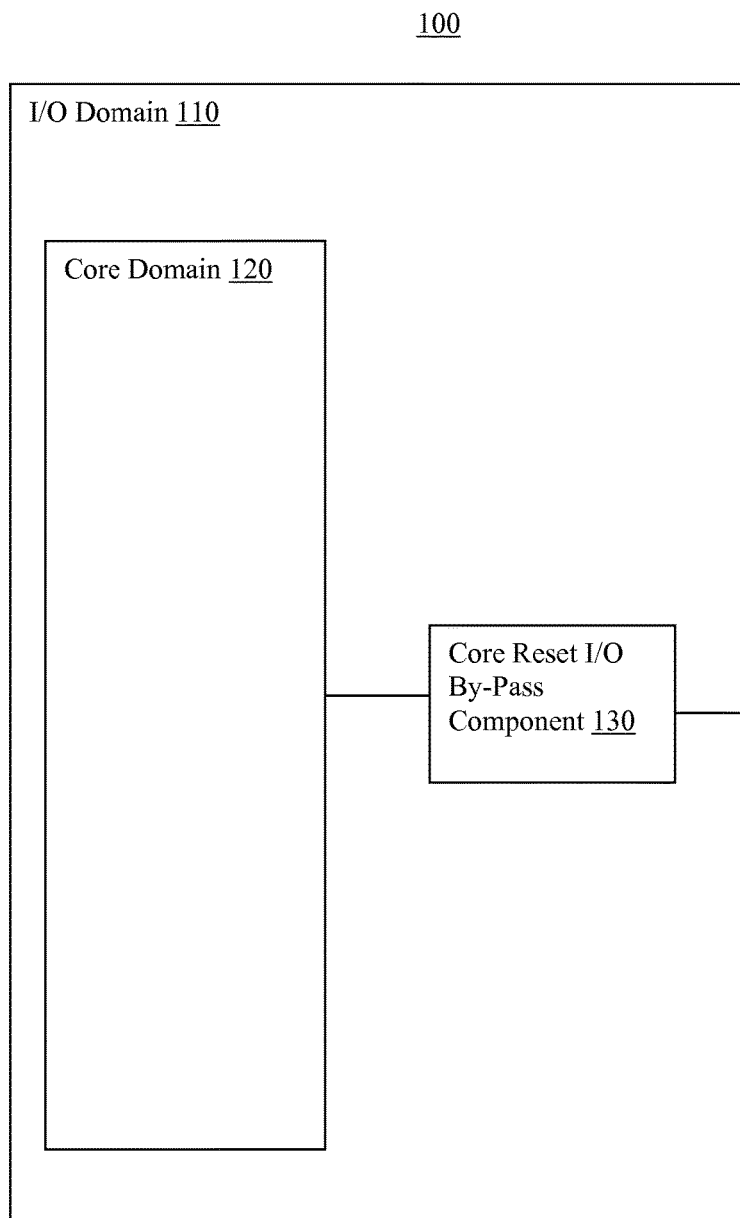 100
I/O Domain 110
Core Domain 120
Core Reset I/O
By-Pass
Component 130